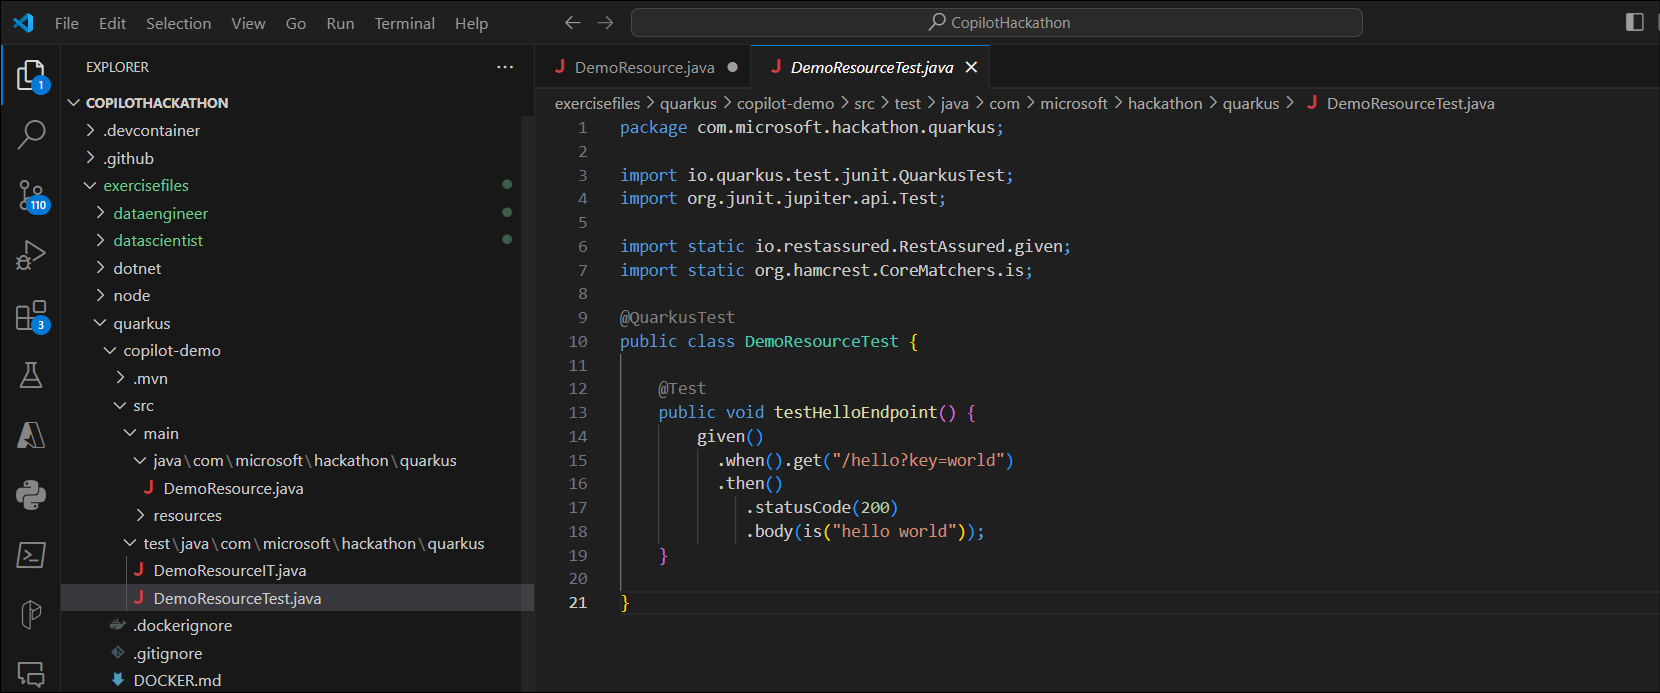 File Edit Selection View Go Run Terminal Help
CopilotHackathon
EXPLORER
COPILOTHACKATHON
.devcontainer
.github
exercisefiles
dataengineer
datascientist
dotnet
node
quarkus
copilot-demo
.mvn
src
main
java\com\microsoft\hackathon\quarkus
J DemoResource.java
resources
test\java\com\microsoft\hackathon\quarkus
J DemoResourceIT.java
J DemoResourceTest.java
.dockerignore
.gitignore
DOCKER.md
1
110
3
J DemoResource.java
J DemoResourceTest.java
exercisefiles > quarkus > copilot-demo > src > test > java > com > microsoft > hackathon > quarkus > J DemoResourceTest.java
1 package com.microsoft.hackathon.quarkus;
2
3 import io.quarkus.test.junit.QuarkusTest;
4 import org.junit.jupiter.api.Test;
5
6 import static io.restassured.RestAssured.given;
7 import static org.hamcrest.CoreMatchers.is;
8
9 @QuarkusTest
10 public class DemoResourceTest {
11
12 @Test
13 public void testHelloEndpoint() {
14 given()
15 .when().get("/hello?key=world")
16 .then()
17 .statusCode(200)
18 .body(is("hello world"));
19 }
20
21 }